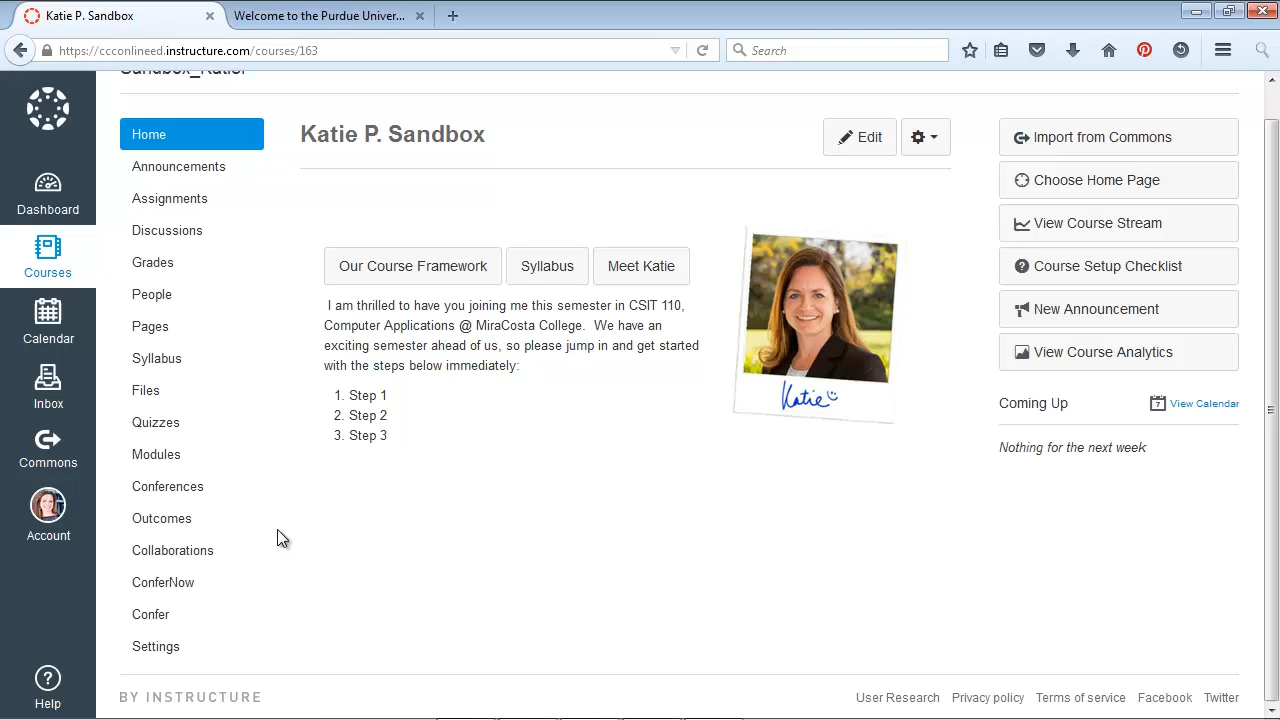 Katie P. Sandbox
Welcome to the Purdue Univer...
https://ccconlineed.instructure.com/courses/163
Search
Dashboard
Courses
Calendar
Inbox
Commons
Account
Help
Sandbox_KatieP
Home
Announcements
Assignments
Discussions
Grades
People
Pages
Syllabus
Files
Quizzes
Modules
Conferences
Outcomes
Collaborations
ConferNow
Confer
Settings
Katie P. Sandbox
Edit
Our Course Framework
Syllabus
Meet Katie
I am thrilled to have you joining me this semester in CSIT 110,
Computer Applications @ MiraCosta College. We have an
exciting semester ahead of us, so please jump in and get started
with the steps below immediately:
1. Step 1
2. Step 2
3. Step 3
Katie
Import from Commons
Choose Home Page
View Course Stream
Course Setup Checklist
New Announcement
View Course Analytics
Coming Up
7
View Calendar
Nothing for the next week
BY INSTRUCTURE
User Research
Privacy policy
Terms of service
Facebook
Twitter